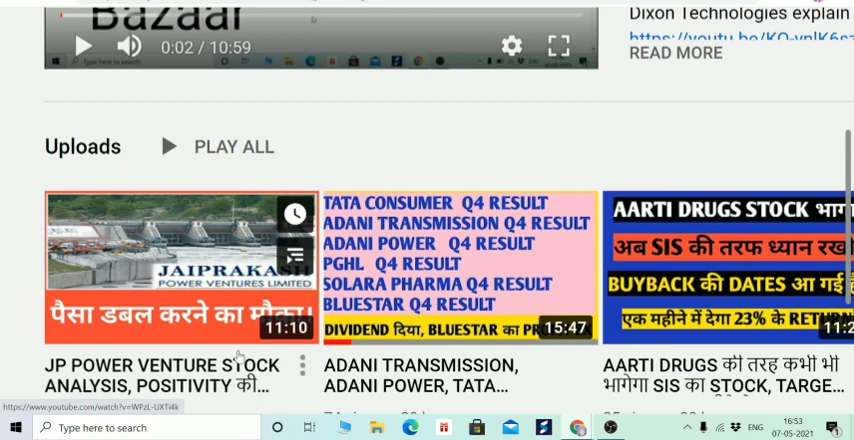 Bazaar
Dixon Technologies explain
READ MORE
0:02 / 10:59
Type here to search
Uploads
PLAY ALL
JAIPRAKASH
POWER VENTURES LIMITED
पैसा डबल करने का मौका!
11:10
TATA CONSUMER Q4 RESULT
ADANI TRANSMISSION Q4 RESULT
ADANI POWER Q4 RESULT
PGHL Q4 RESULT
SOLARA PHARMA Q4 RESULT
BLUESTAR Q4 RESULT
DIVIDEND दिया, BLUESTAR का
15:47
AARTI DRUGS STOCK
अब SIS की तरफ ध्यान
BUYBACK की DATES आ गई
एक महीने में देगा 23% के
JP POWER VENTURE STOCK
ANALYSIS, POSITIVITY की...
ADANI TRANSMISSION,
ADANI POWER, TATA...
AARTI DRUGS की तरह कभी भी
भागेगा SIS का STOCK, TARGE...
https://www.youtube.com/watch?v=WPzL-UXTi4k
Type here to search
ENG
16:53
07-05-2021